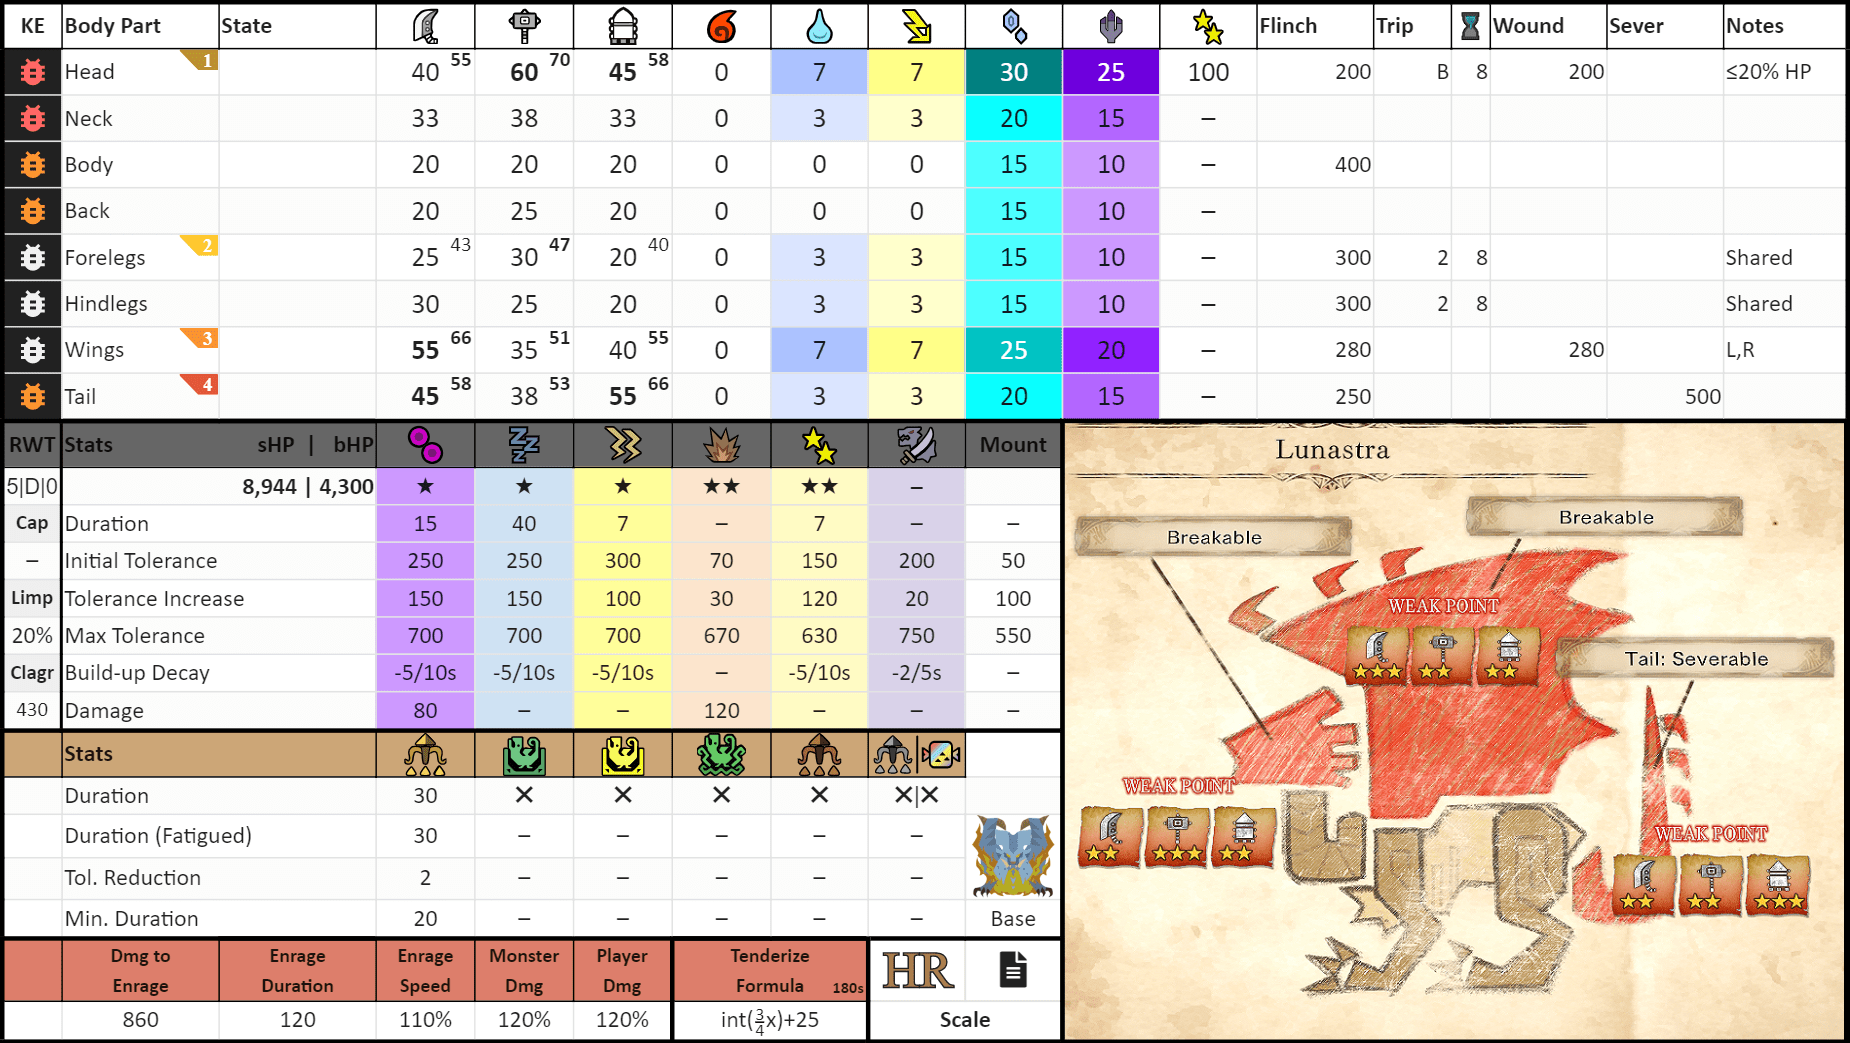 KE Body Part State Flinch Trip Wound Sever Notes
Head 1 40 55 60 70 45 58 0 7 7 30 25 100 200 B 8 200 ≤20% HP
Neck 33 38 33 0 3 3 20 15 –
Body 20 20 20 0 0 0 15 10 – 400
Back 20 25 20 0 0 0 15 10 –
Forelegs 2 25 43 30 47 20 40 0 3 3 15 10 – 300 2 8 Shared
Hindlegs 30 25 20 0 3 3 15 10 – 300 2 8 Shared
Wings 3 55 66 35 51 40 55 0 7 7 25 20 – 280 280 L,R
Tail 4 45 58 38 53 55 66 0 3 3 20 15 – 250 500
RWT Stats sHP | bHP Mount
5|D|0 8,944 | 4,300 ★ ★ ★ ★★ ★★ –
Cap Duration 15 40 7 – 7 – –
– Initial Tolerance 250 250 300 70 150 200 50
Limp Tolerance Increase 150 150 100 30 120 20 100
20% Max Tolerance 700 700 700 670 630 750 550
Clagr Build-up Decay -5/10s -5/10s -5/10s – -5/10s -2/5s –
430 Damage 80 – – 120 – – –
Stats
Duration 30 ✕ ✕ ✕ ✕ ✕|✕
Duration (Fatigued) 30 – – – – –
Tol. Reduction 2 – – – – –
Min. Duration 20 – – – – – Base
Dmg to Enrage Enrage Duration Enrage Speed Monster Dmg Player Dmg Tenderize Formula 180s HR
860 120 110% 120% 120% int(3/4x)+25 Scale
Lunastra
Breakable
Breakable
WEAK POINT
Tail: Severable
WEAK POINT
WEAK POINT